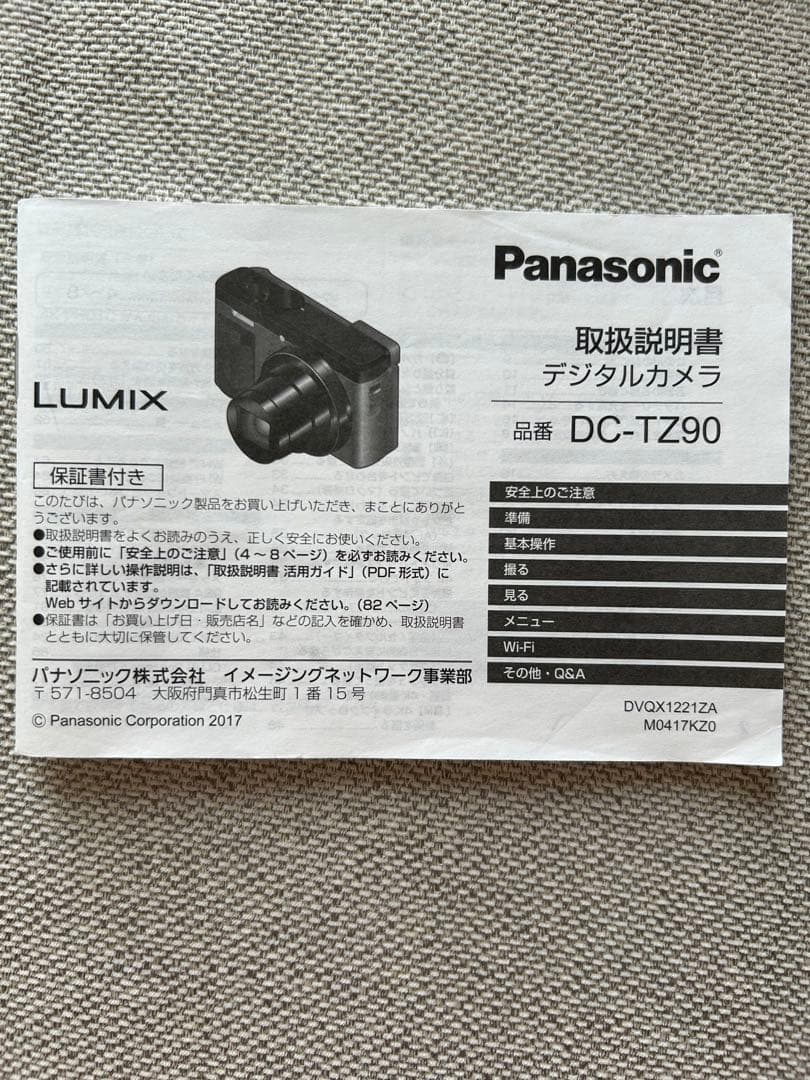 Panasonic®
取扱説明書
デジタルカメラ
品番 DC-TZ90
LUMIX
保証書付き
このたびは、パナソニック製品をお買い上げいただき、まことにありがと
うございます。
●取扱説明書をよくお読みのうえ、正しく安全にお使いください。
●ご使用前に「安全上のご注意」(4～8ページ)を必ずお読みください。
●さらに詳しい操作説明は、「取扱説明書 活用ガイド」(PDF形式)に
記載されています。
Webサイトからダウンロードしてお読みください。(82ページ)
●保証書は「お買い上げ日・販売店名」などの記入を確かめ、取扱説明書
とともに大切に保管してください。
パナソニック株式会社 イメージングネットワーク事業部
〒571-8504 大阪府門真市松生町1番15号
© Panasonic Corporation 2017
安全上のご注意
準備
基本操作
撮る
見る
メニュー
Wi-Fi
その他・Q&A
DVQX1221ZA
M0417KZ0